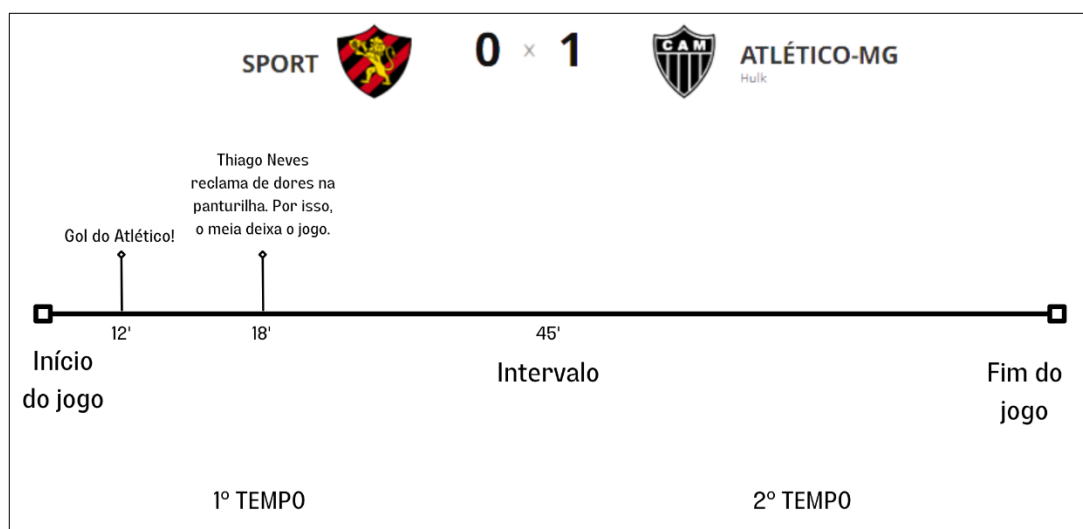 SPORT
0 × 1
CAM
ATLÉTICO-MG
Hulk
Thiago Neves
reclama de dores na
panturilha. Por isso,
o meia deixa o jogo.
Gol do Atlético!
12'
18'
45'
Início
do jogo
Intervalo
Fim do
jogo
1º TEMPO
2º TEMPO